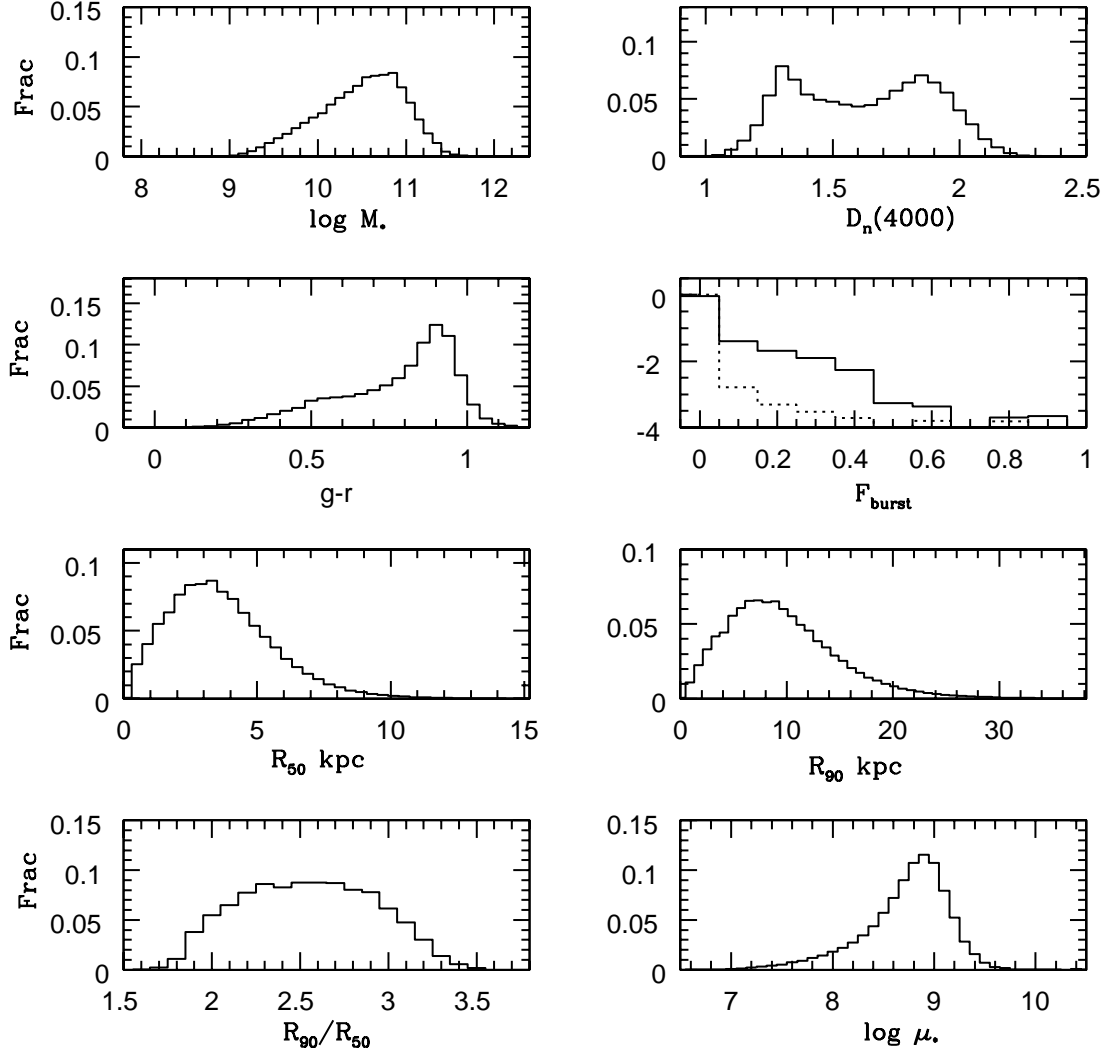 0.1
0.05
0
Frac
8 9 10 11 12
log M*
0.1
0.05
0
1 1.5 2 2.5
Dn(4000)
0.15
0.1
0.05
0
Frac
0 0.5 1
g-r
0
-2
-4
0 0.2 0.4 0.6 0.8 1
Fburst
0.1
0.05
0
Frac
0 5 10 15
R50 kpc
0.1
0.05
0
0 10 20 30
R90 kpc
0.15
0.1
0.05
0
Frac
1.5 2 2.5 3 3.5
R90/R50
0.15
0.1
0.05
0
7 8 9 10
log μ*